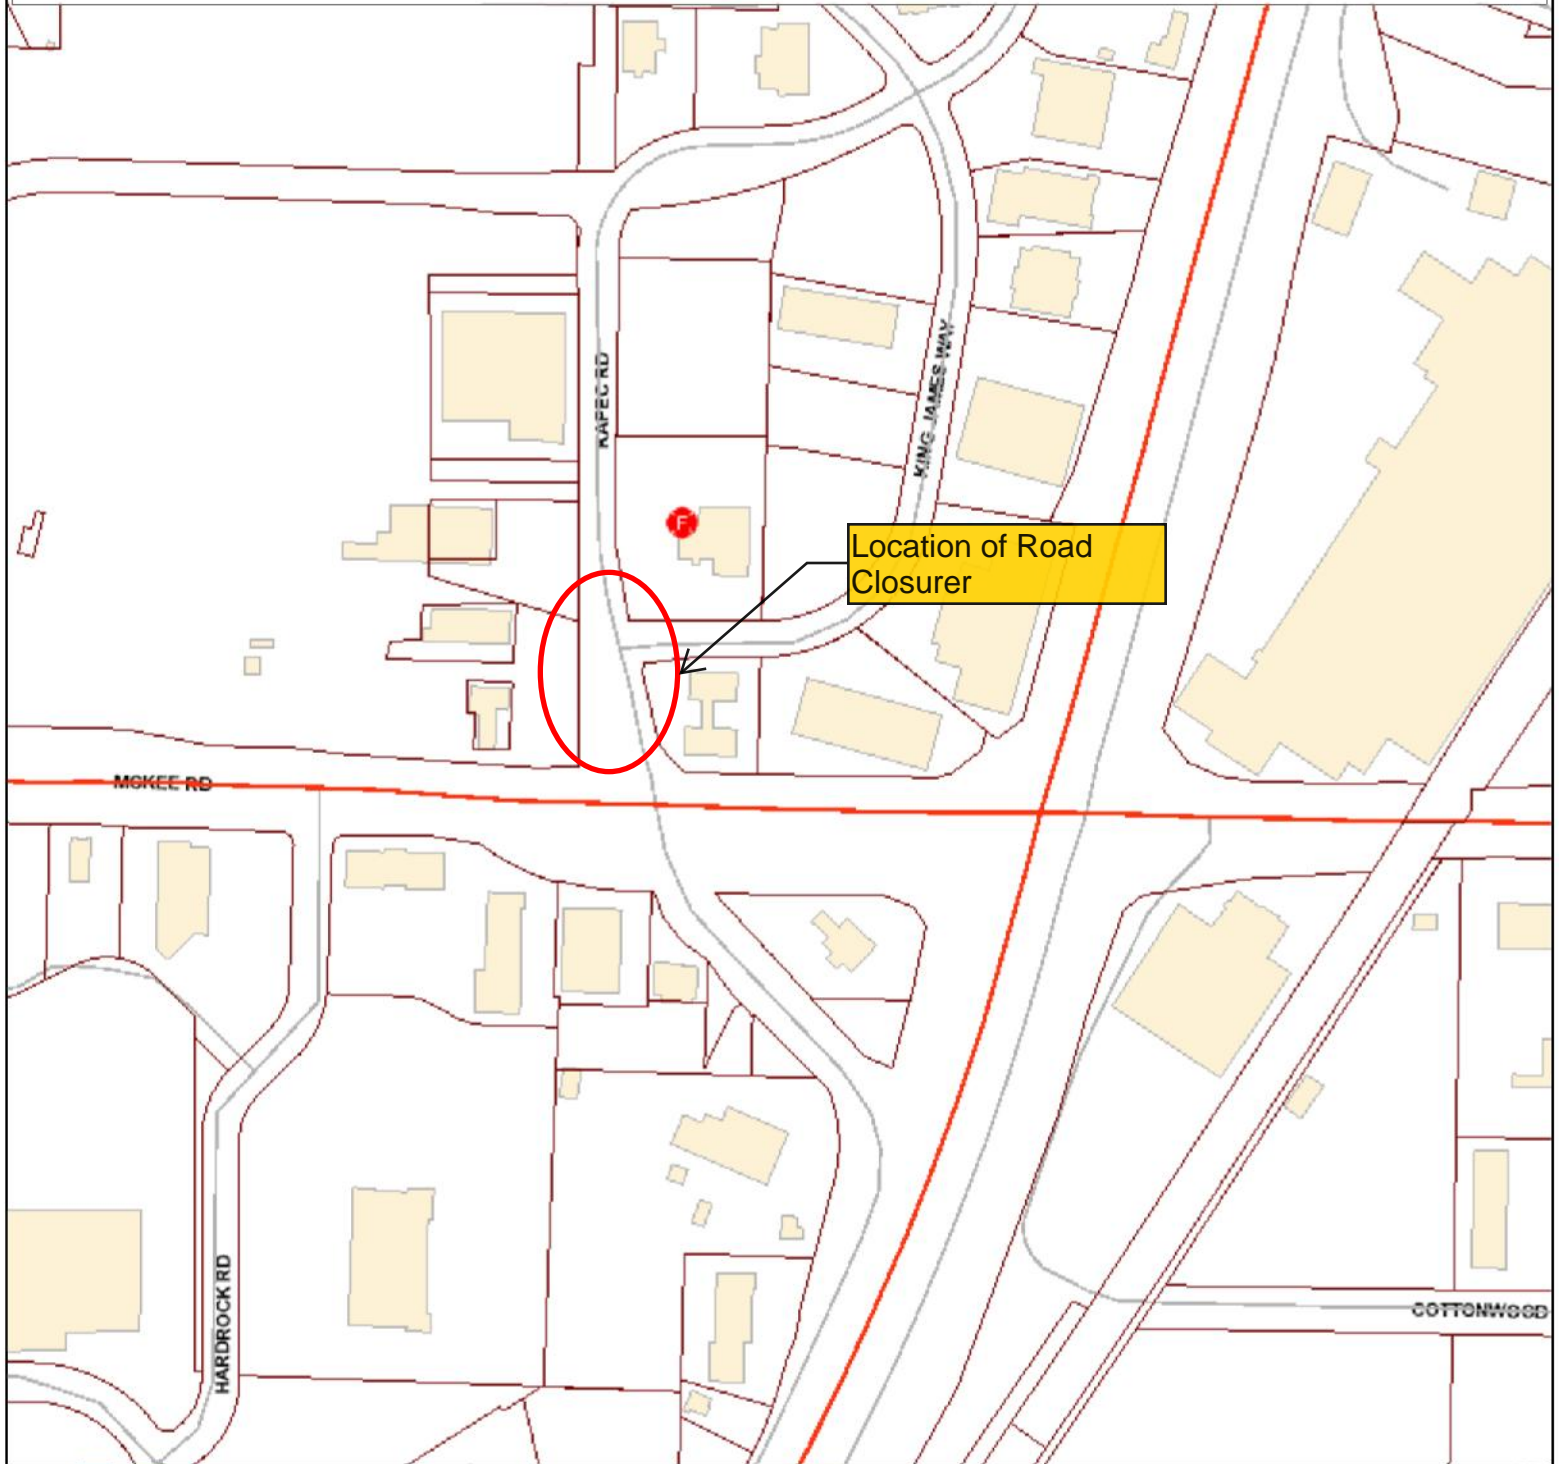 KAPEC RD
KING JAMES WAY
F
Location of Road
Closurer
MCKEE RD
HARDROCK RD
COTTONWOOD